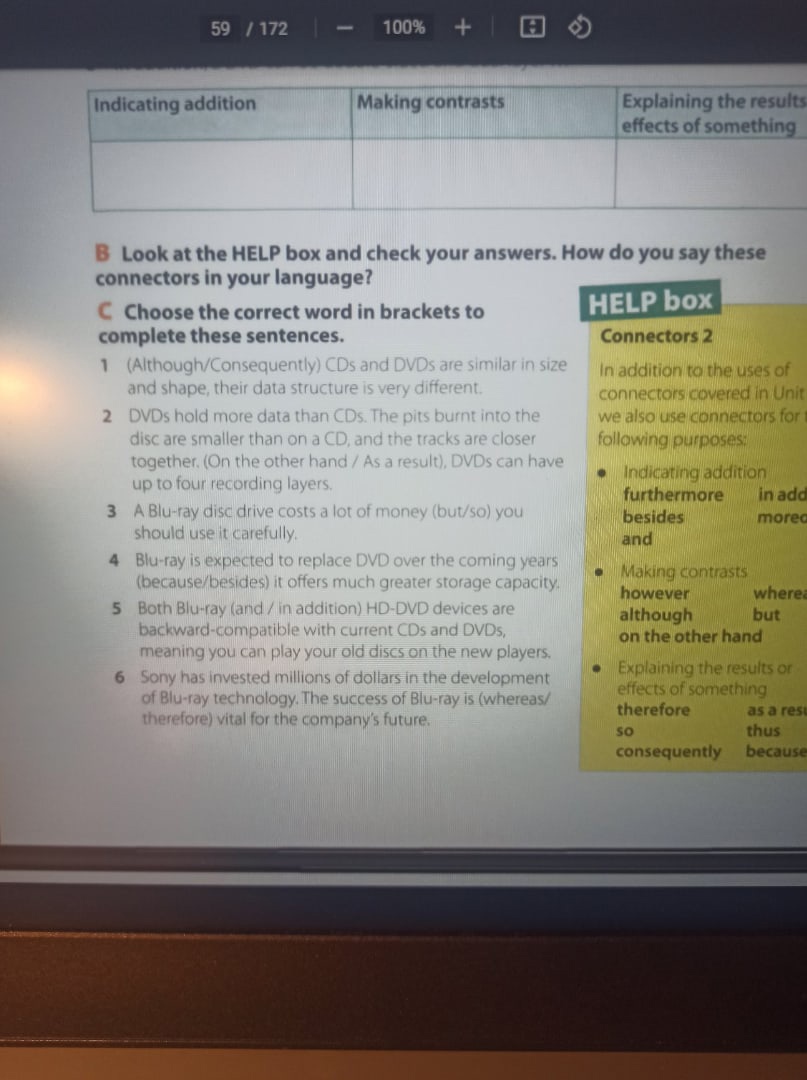 59 / 172 − 100% +
Indicating addition
Making contrasts
Explaining the results
effects of something
B Look at the HELP box and check your answers. How do you say these
connectors in your language?
C Choose the correct word in brackets to
complete these sentences.
1 (Although/Consequently) CDs and DVDs are similar in size
and shape, their data structure is very different.
2 DVDs hold more data than CDs. The pits burnt into the
disc are smaller than on a CD, and the tracks are closer
together. (On the other hand / As a result), DVDs can have
up to four recording layers.
3 A Blu-ray disc drive costs a lot of money (but/so) you
should use it carefully.
4 Blu-ray is expected to replace DVD over the coming years
(because/besides) it offers much greater storage capacity.
5 Both Blu-ray (and / in addition) HD-DVD devices are
backward-compatible with current CDs and DVDs,
meaning you can play your old discs on the new players.
6 Sony has invested millions of dollars in the development
of Blu-ray technology. The success of Blu-ray is (whereas/
therefore) vital for the company's future.
HELP box
Connectors 2
In addition to the uses of
connectors covered in Unit
we also use connectors for
following purposes:
• Indicating addition
furthermore in add
besides moreo
and
• Making contrasts
however wherea
although but
on the other hand
• Explaining the results or
effects of something
therefore as a resu
so thus
consequently because